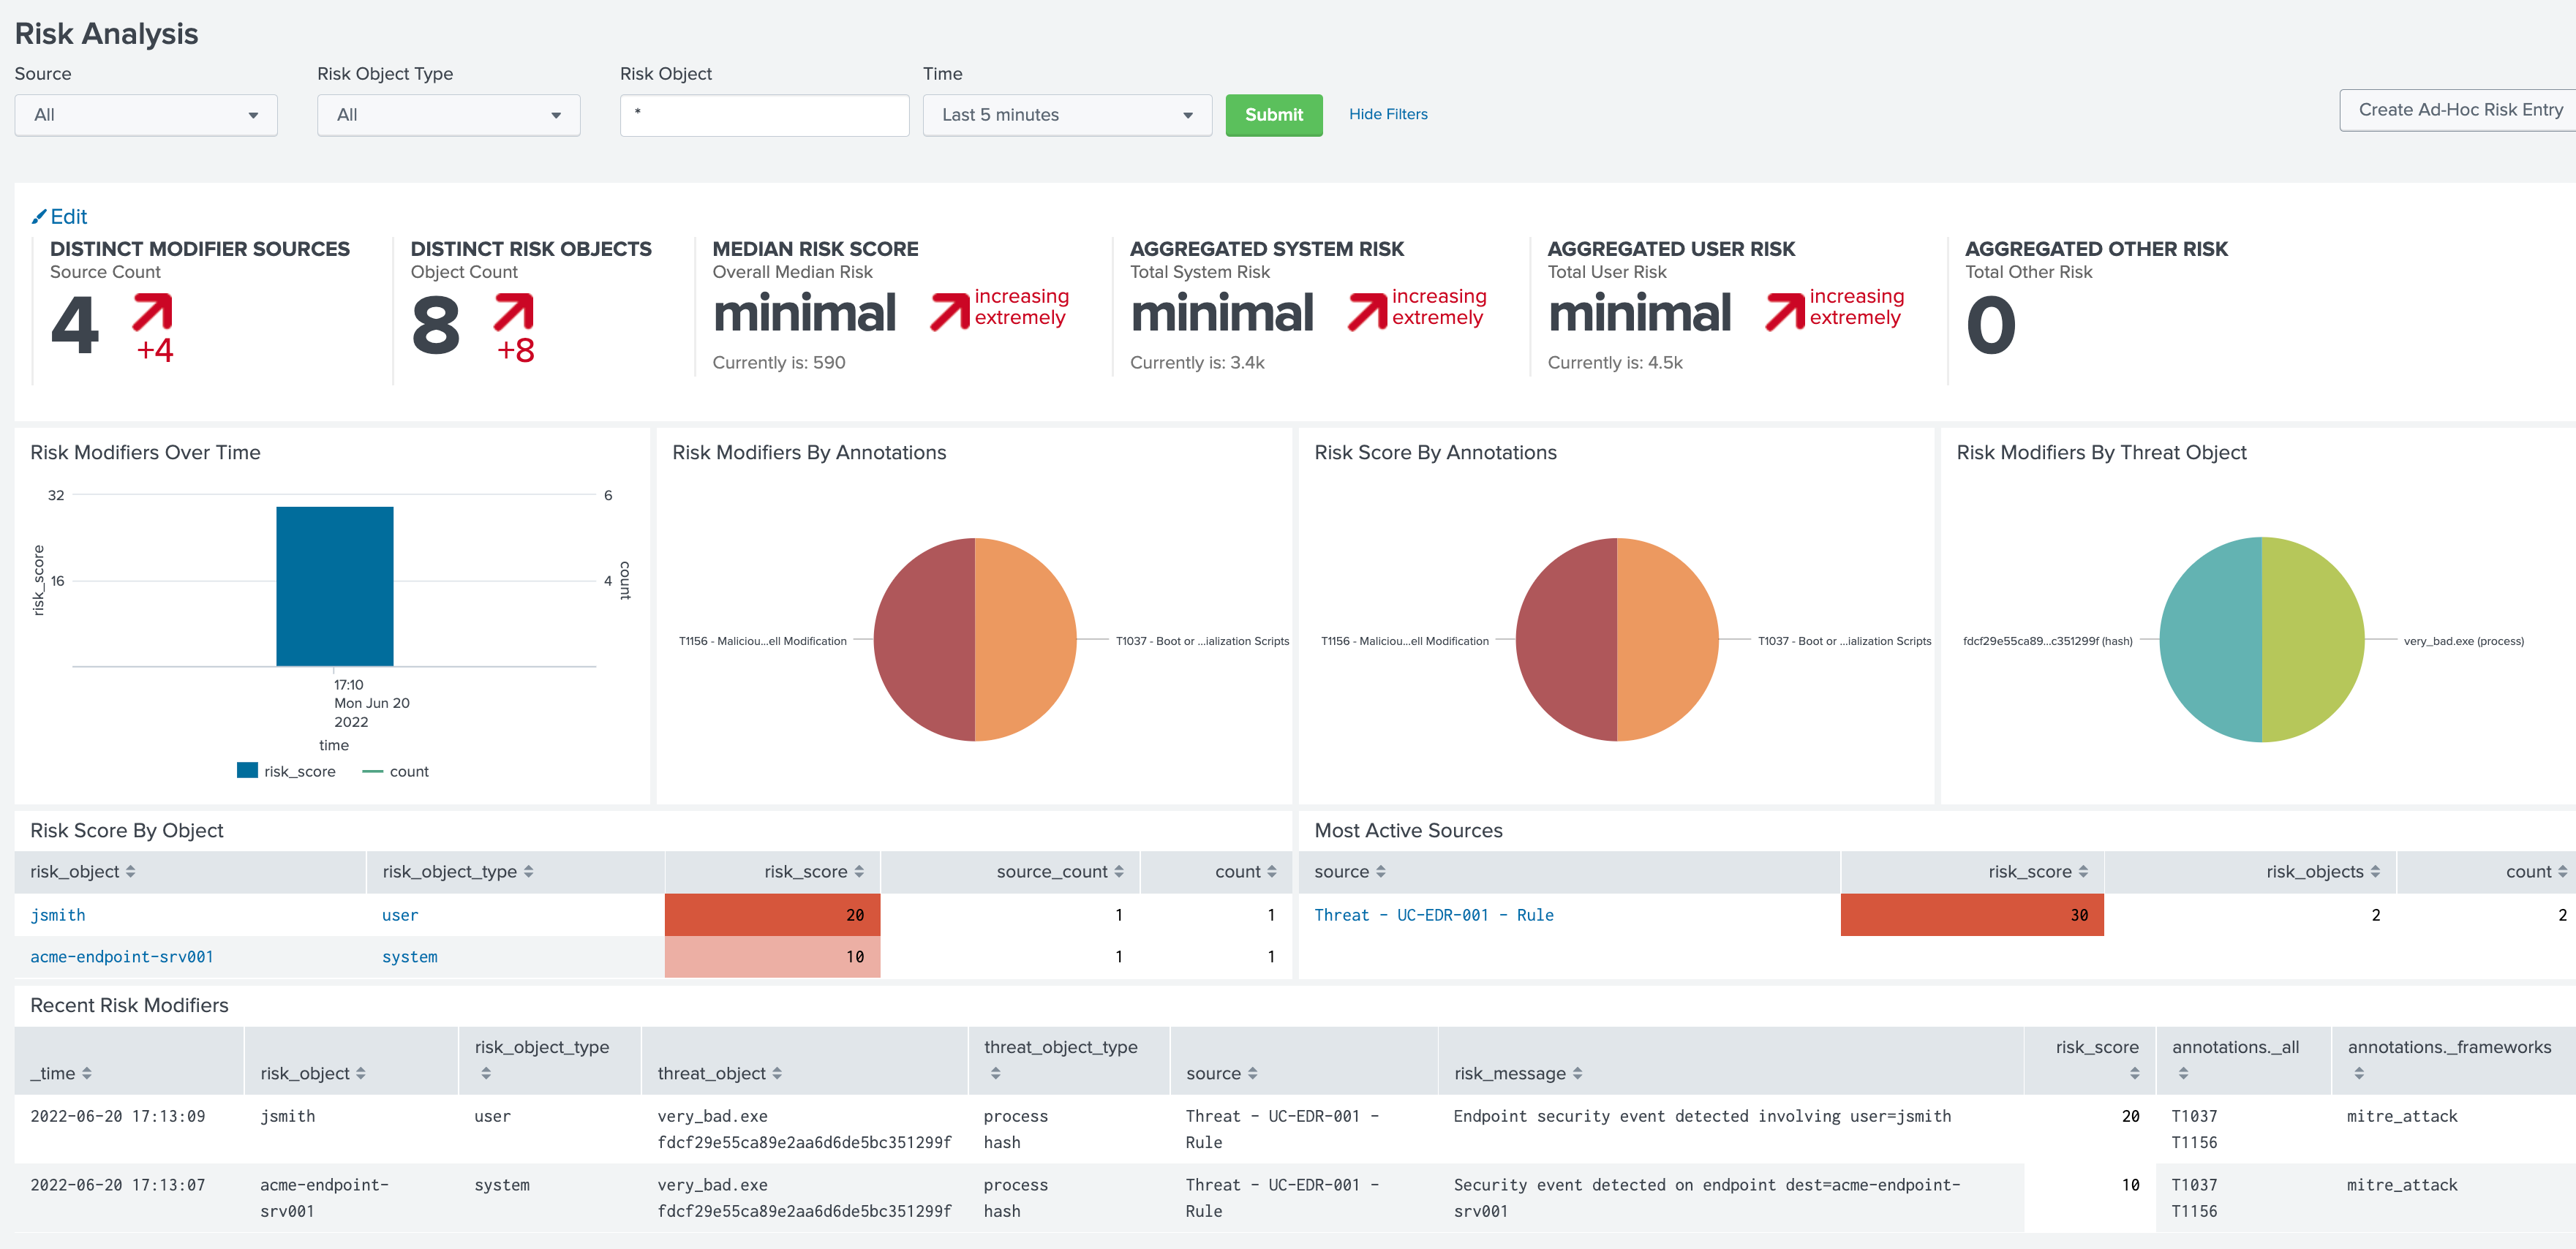 Risk Analysis
Source
Risk Object Type
Risk Object
Time
All
All
*
Last 5 minutes
Submit
Hide Filters
Create Ad-Hoc Risk Entry
Edit
DISTINCT MODIFIER SOURCES
Source Count
4
+4
DISTINCT RISK OBJECTS
Object Count
8
+8
MEDIAN RISK SCORE
Overall Median Risk
minimal
increasing
extremely
Currently is: 590
AGGREGATED SYSTEM RISK
Total System Risk
minimal
increasing
extremely
Currently is: 3.4k
AGGREGATED USER RISK
Total User Risk
minimal
increasing
extremely
Currently is: 4.5k
AGGREGATED OTHER RISK
Total Other Risk
0
Risk Modifiers Over Time
32
6
risk_score
16
4
count
17:10
Mon Jun 20
2022
time
risk_score
count
Risk Modifiers By Annotations
T1156 - Maliciou...ell Modification
T1037 - Boot or ...ialization Scripts
Risk Score By Annotations
T1156 - Maliciou...ell Modification
T1037 - Boot or ...ialization Scripts
Risk Modifiers By Threat Object
fdcf29e55ca89...c351299f (hash)
very_bad.exe (process)
Risk Score By Object
risk_object risk_object_type risk_score source_count count
jsmith user 20 1 1
acme-endpoint-srv001 system 10 1 1
Most Active Sources
source risk_score risk_objects count
Threat - UC-EDR-001 - Rule 30 2 2
Recent Risk Modifiers
risk_object_type threat_object_type risk_score annotations._all annotations._frameworks
_time risk_object threat_object source risk_message
2022-06-20 17:13:09 jsmith user very_bad.exe process Threat - UC-EDR-001 - Endpoint security event detected involving user=jsmith 20 T1037 mitre_attack
fdcf29e55ca89e2aa6d6de5bc351299f hash Rule T1156
2022-06-20 17:13:07 acme-endpoint- system very_bad.exe process Threat - UC-EDR-001 - Security event detected on endpoint dest=acme-endpoint- 10 T1037 mitre_attack
srv001 fdcf29e55ca89e2aa6d6de5bc351299f hash Rule srv001 T1156